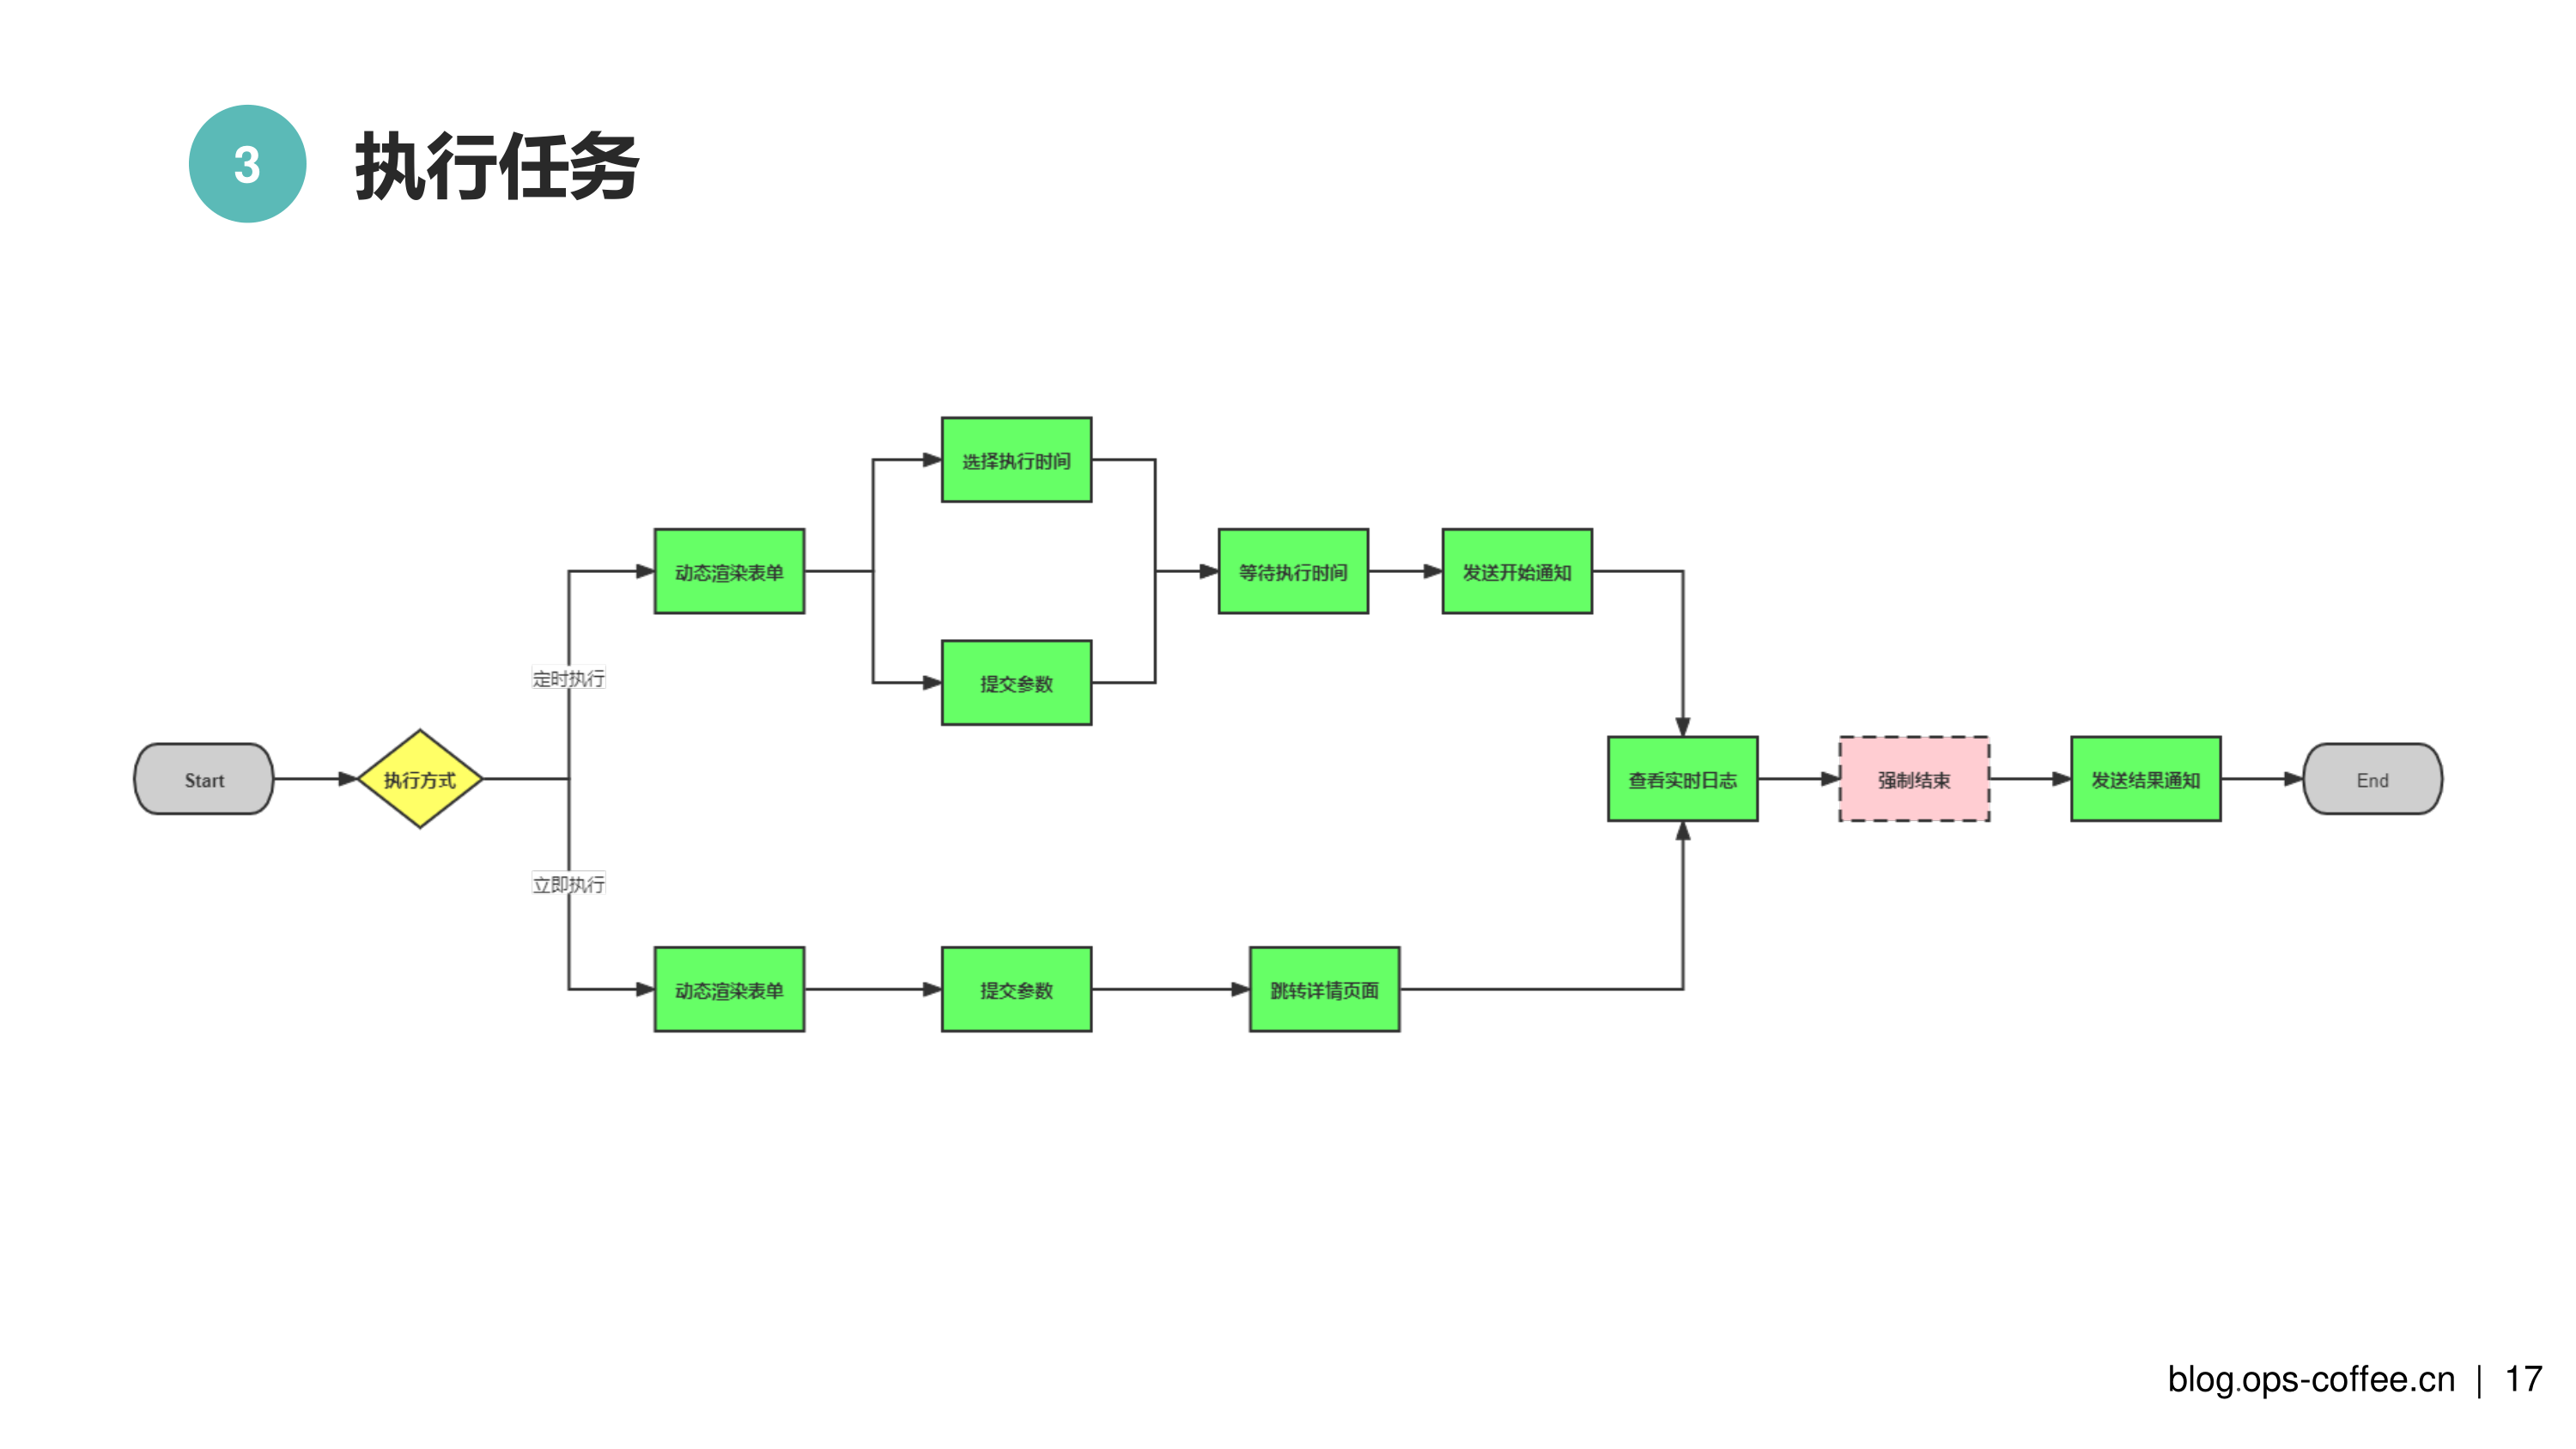 3
执行任务
选择执行时间
动态渲染表单
等待执行时间
发送开始通知
定时执行
提交参数
Start
执行方式
查看实时日志
强制结束
发送结果通知
End
立即执行
动态渲染表单
提交参数
跳转详情页面
blog.ops-coffee.cn | 17